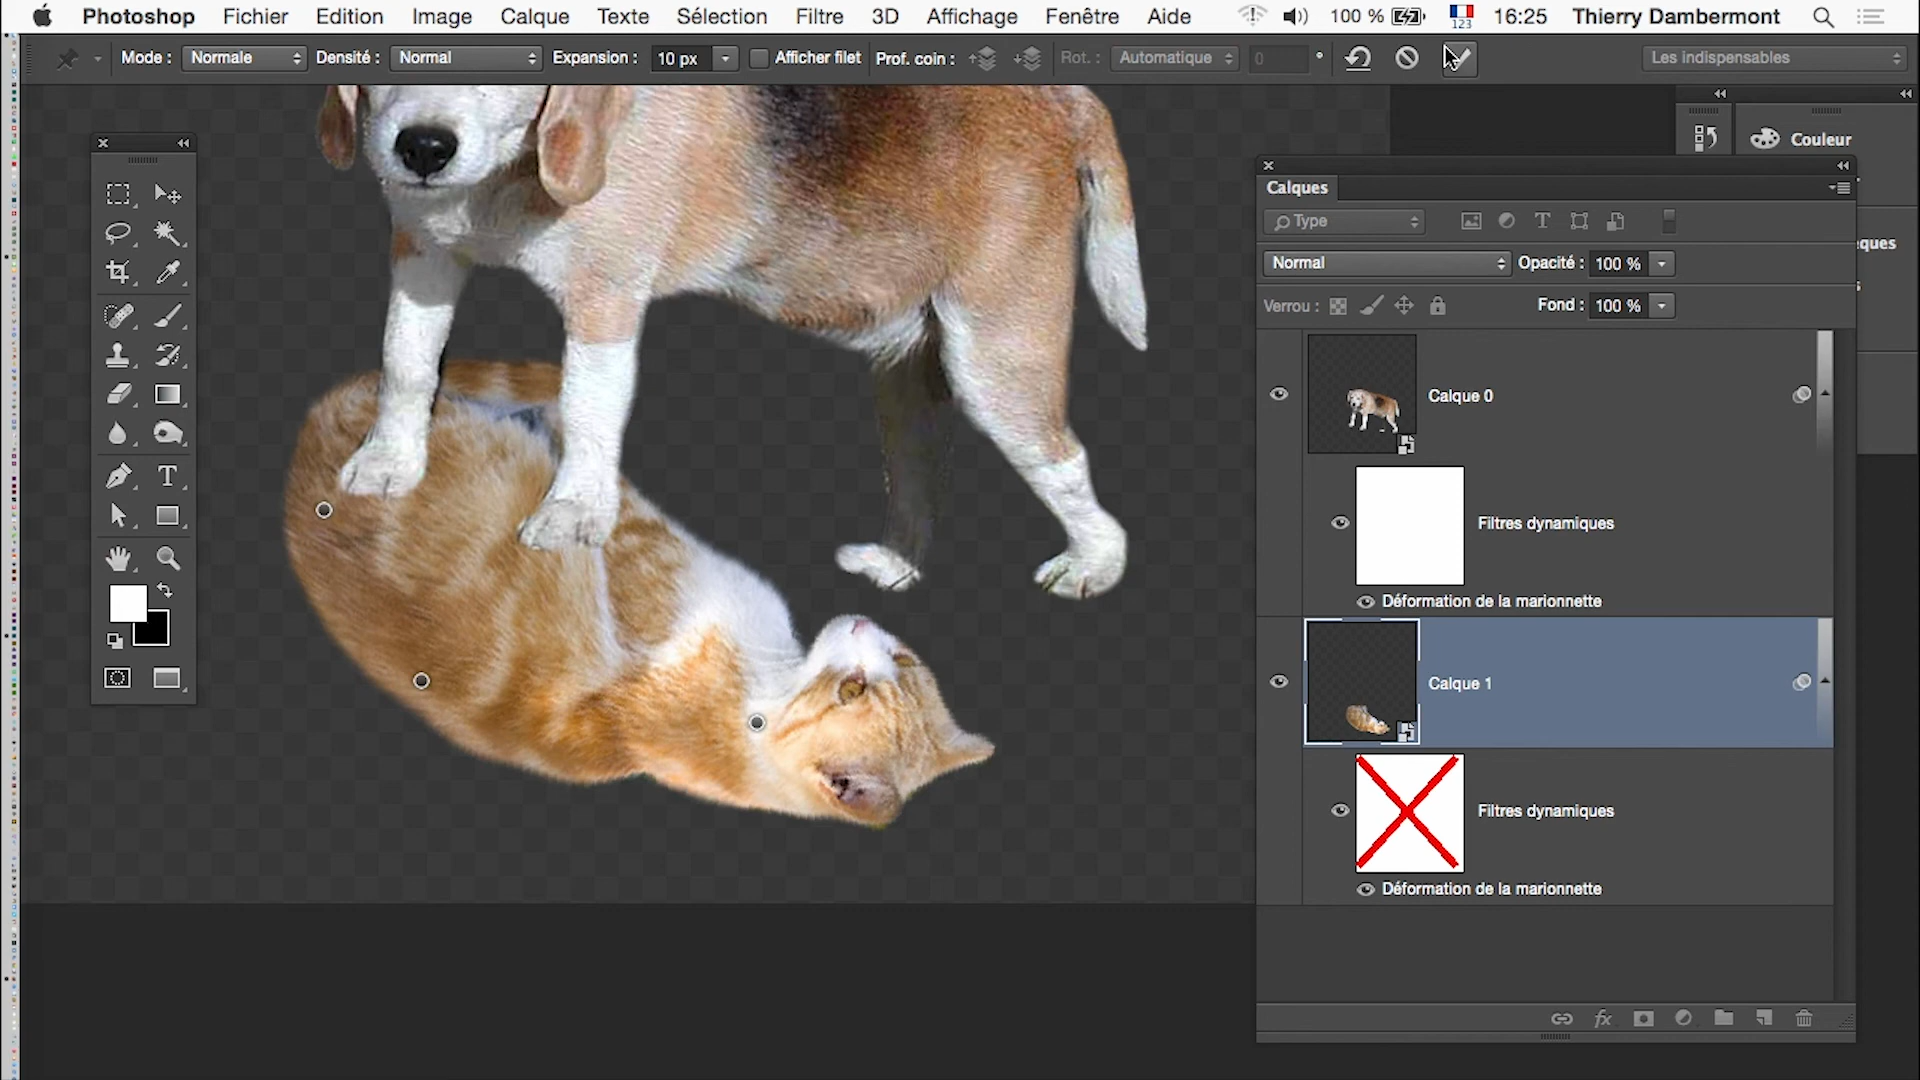 Photoshop Fichier Edition Image Calque Texte Sélection Filtre 3D Affichage Fenêtre Aide 100 % 123 16:25 Thierry Dambermont
Mode : Normale Densité : Normal Expansion : 10 px Afficher filet Prof. coin : Rot. : Automatique 0 ° Les indispensables
Couleur
Calques
Type
ques
Normal Opacité : 100 %
Verrou : Fond : 100 %
Calque 0
Filtres dynamiques
Déformation de la marionnette
Calque 1
Filtres dynamiques
Déformation de la marionnette